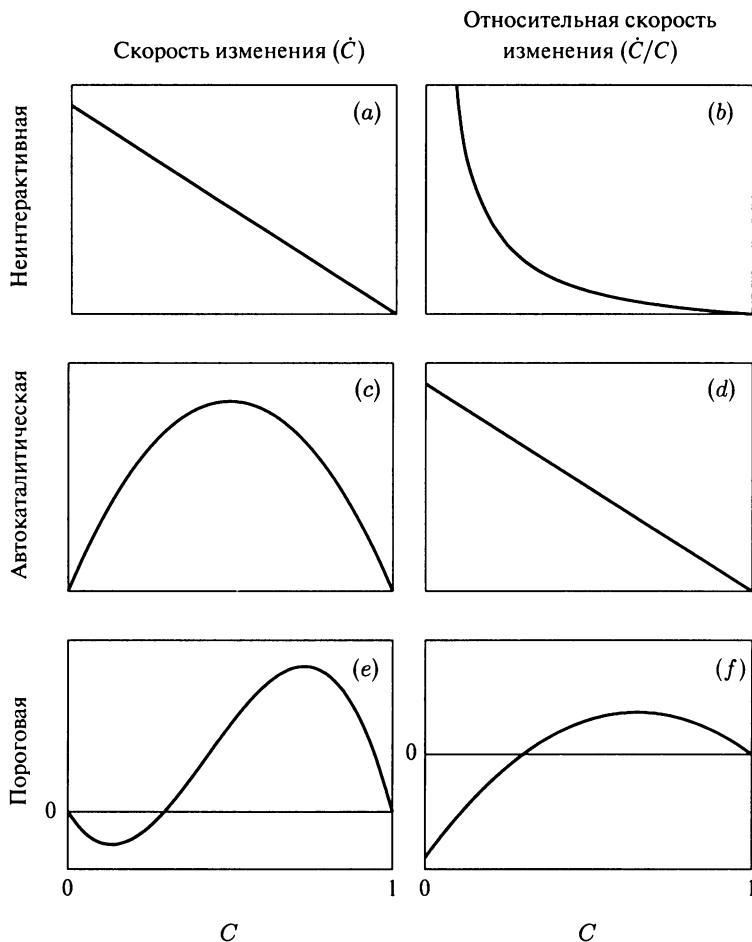 Скорость изменения (Ċ)
Относительная скорость
изменения (Ċ/C)
Неинтерактивная
(a)
(b)
Автокаталитическая
(c)
(d)
Пороговая
(e)
(f)
0
0
0
1
0
1
C
C